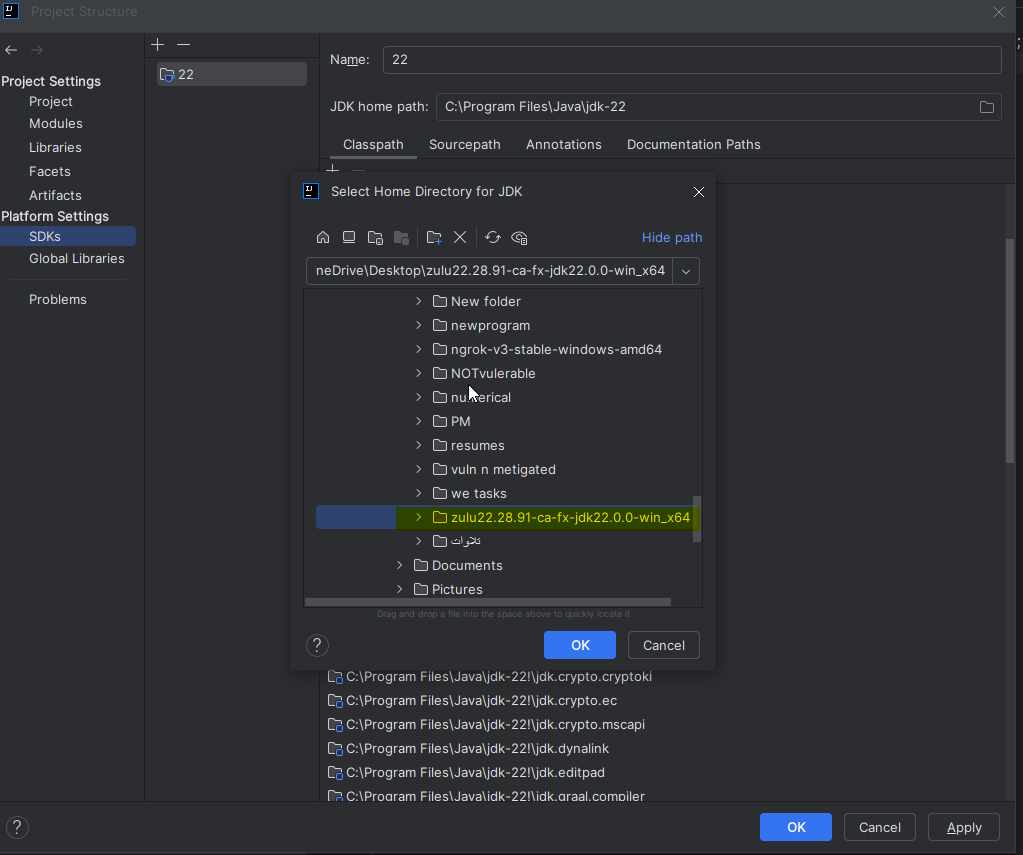 Project Structure
Project Settings
Project
Modules
Libraries
Facets
Artifacts
Platform Settings
SDKs
Global Libraries
Problems
22
Name: 22
JDK home path: C:\Program Files\Java\jdk-22
Classpath Sourcepath Annotations Documentation Paths
Select Home Directory for JDK
Hide path
neDrive\Desktop\zulu22.28.91-ca-fx-jdk22.0.0-win_x64
New folder
newprogram
ngrok-v3-stable-windows-amd64
NOTvulerable
numerical
PM
resumes
vuln n metigated
we tasks
zulu22.28.91-ca-fx-jdk22.0.0-win_x64
تلاوات
Documents
Pictures
Drag and drop a file into the space above to quickly locate it
? OK Cancel
C:\Program Files\Java\jdk-22!\jdk.crypto.cryptoki
C:\Program Files\Java\jdk-22!\jdk.crypto.ec
C:\Program Files\Java\jdk-22!\jdk.crypto.mscapi
C:\Program Files\Java\jdk-22!\jdk.dynalink
C:\Program Files\Java\jdk-22!\jdk.editpad
C:\Program Files\Java\jdk-22!\jdk.graal.compiler
? OK Cancel Apply